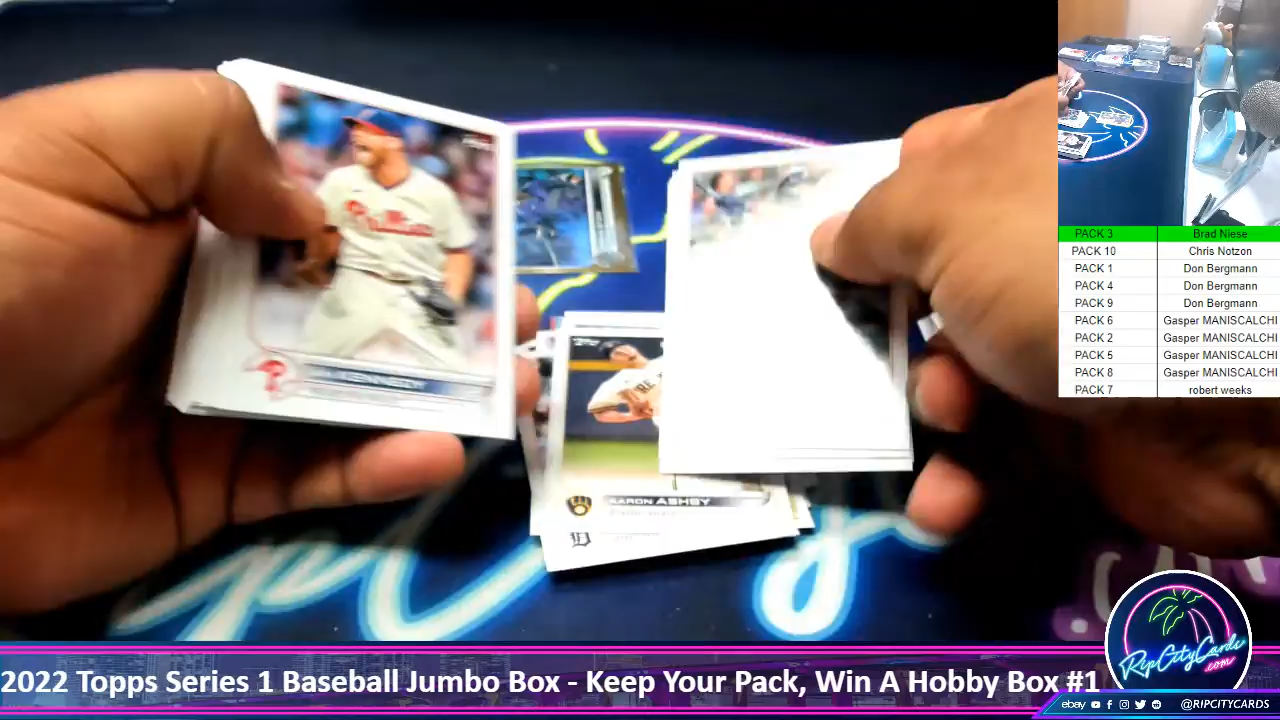 Phillies
KENNEDY
AARON ASHBY
PACK 3 Brad Niese
PACK 10 Chris Notzon
PACK 1 Don Bergmann
PACK 4 Don Bergmann
PACK 9 Don Bergmann
PACK 6 Gasper MANISCALCHI
PACK 2 Gasper MANISCALCHI
PACK 5 Gasper MANISCALCHI
PACK 8 Gasper MANISCALCHI
PACK 7 robert weeks
RipCityCards
.com
2022 Topps Series 1 Baseball Jumbo Box - Keep Your Pack, Win A Hobby Box #1
ebay @RIPCITYCARDS